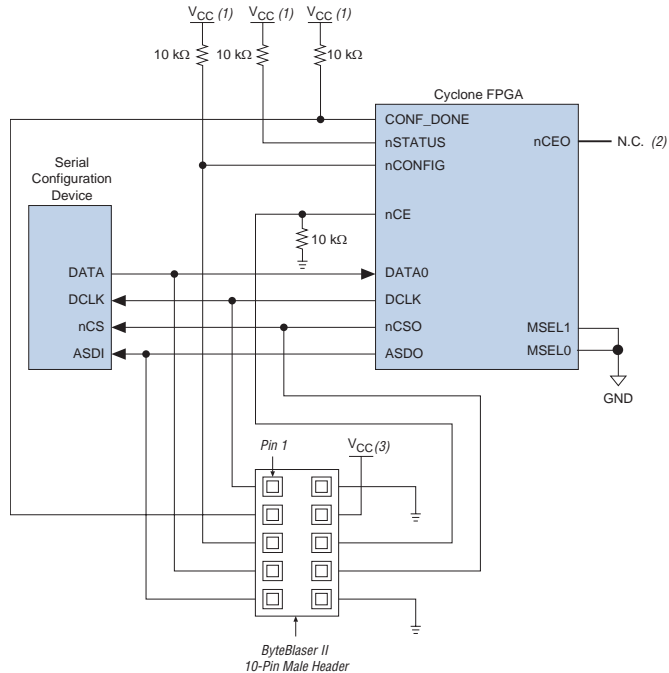 VCC (1)
VCC (1)
VCC (1)
10 kΩ
10 kΩ
10 kΩ
Cyclone FPGA
CONF_DONE
nSTATUS
nCONFIG
nCE
nCEO
N.C. (2)
10 kΩ
Serial
Configuration
Device
DATA
DCLK
nCS
ASDI
DATA0
DCLK
nCSO
ASDO
MSEL1
MSEL0
GND
Pin 1
VCC (3)
ByteBlaser II
10-Pin Male Header